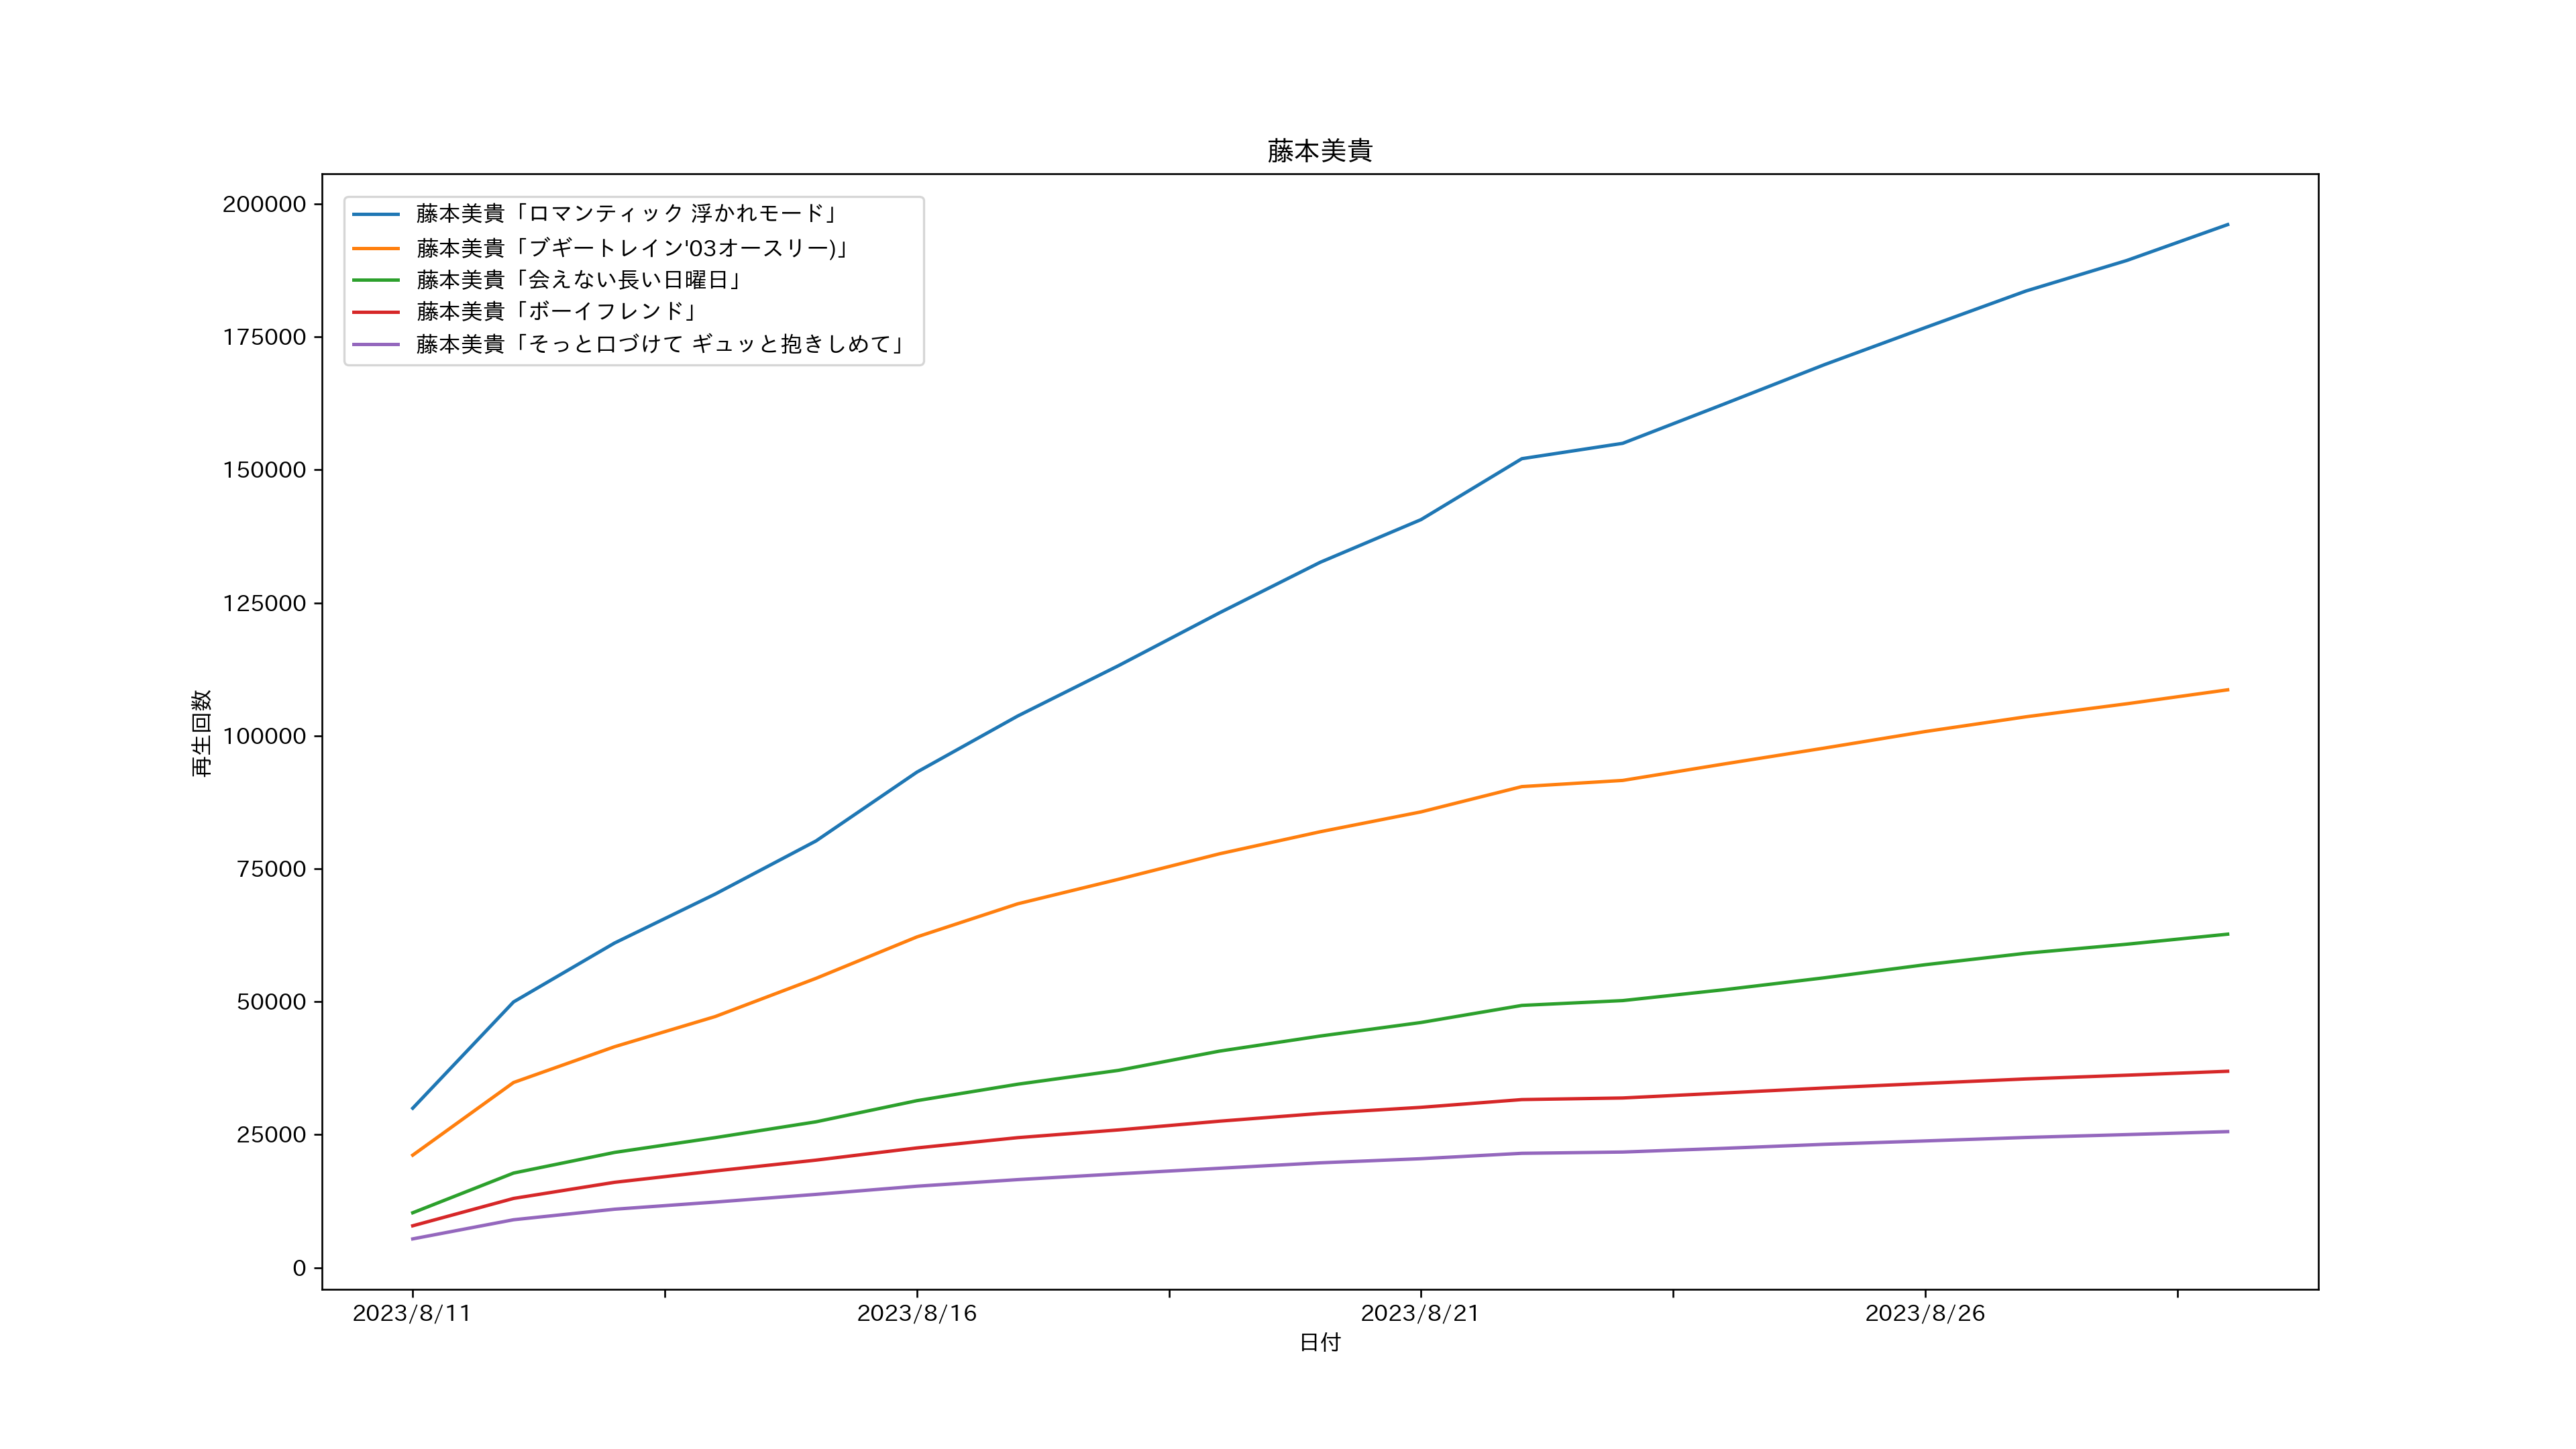 藤本美貴
200000
175000
150000
125000
100000
75000
50000
25000
0
再生回数
藤本美貴「ロマンティック 浮かれモード」
藤本美貴「ブギートレイン'03オースリー)」
藤本美貴「会えない長い日曜日」
藤本美貴「ボーイフレンド」
藤本美貴「そっと口づけて ギュッと抱きしめて」
2023/8/11
2023/8/16
2023/8/21
2023/8/26
日付